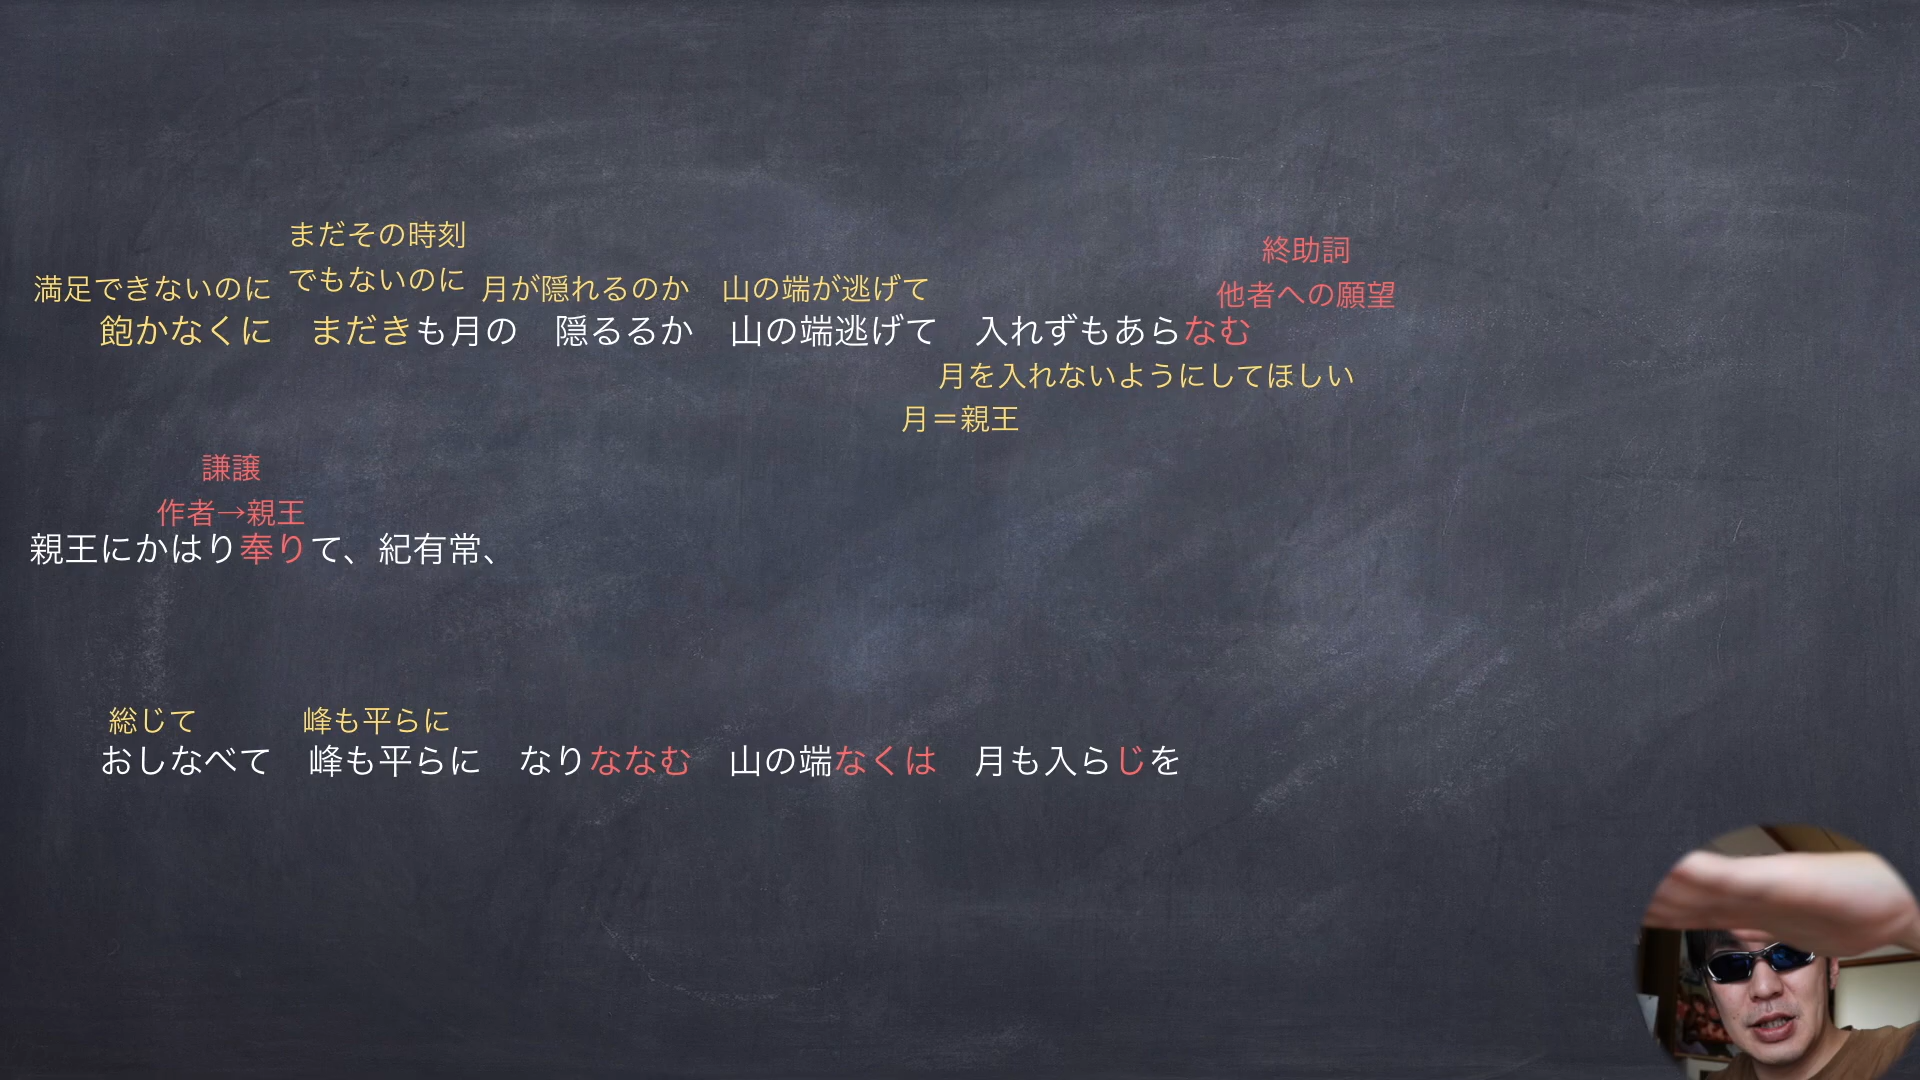 まだその時刻
でもないのに
終助詞
他者への願望
満足できないのに 月が隠れるのか 山の端が逃げて
飽かなくに まだきも月の 隠るるか 山の端逃げて 入れずもあらなむ
月を入れないようにしてほしい
月＝親王
謙譲
作者→親王
親王にかはり奉りて、紀有常、
総じて 峰も平らに
おしなべて 峰も平らに なりななむ 山の端なくは 月も入らじを